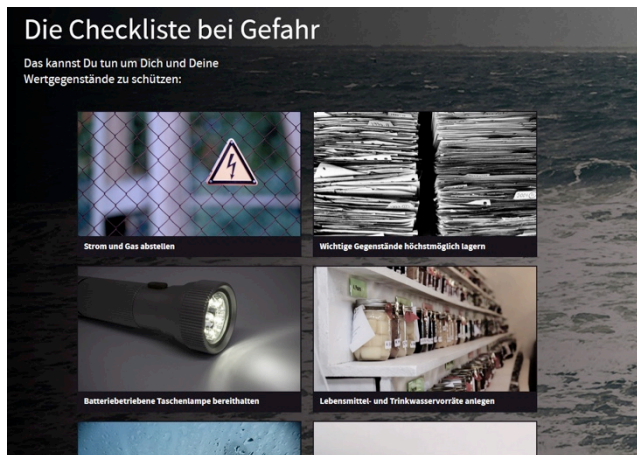 Die Checkliste bei Gefahr
Das kannst Du tun um Dich und Deine
Wertgegenstände zu schützen:
Strom und Gas abstellen
Wichtige Gegenstände höchstmöglich lagern
Batteriebetriebene Taschenlampe bereithalten
Lebensmittel- und Trinkwasservorräte anlegen